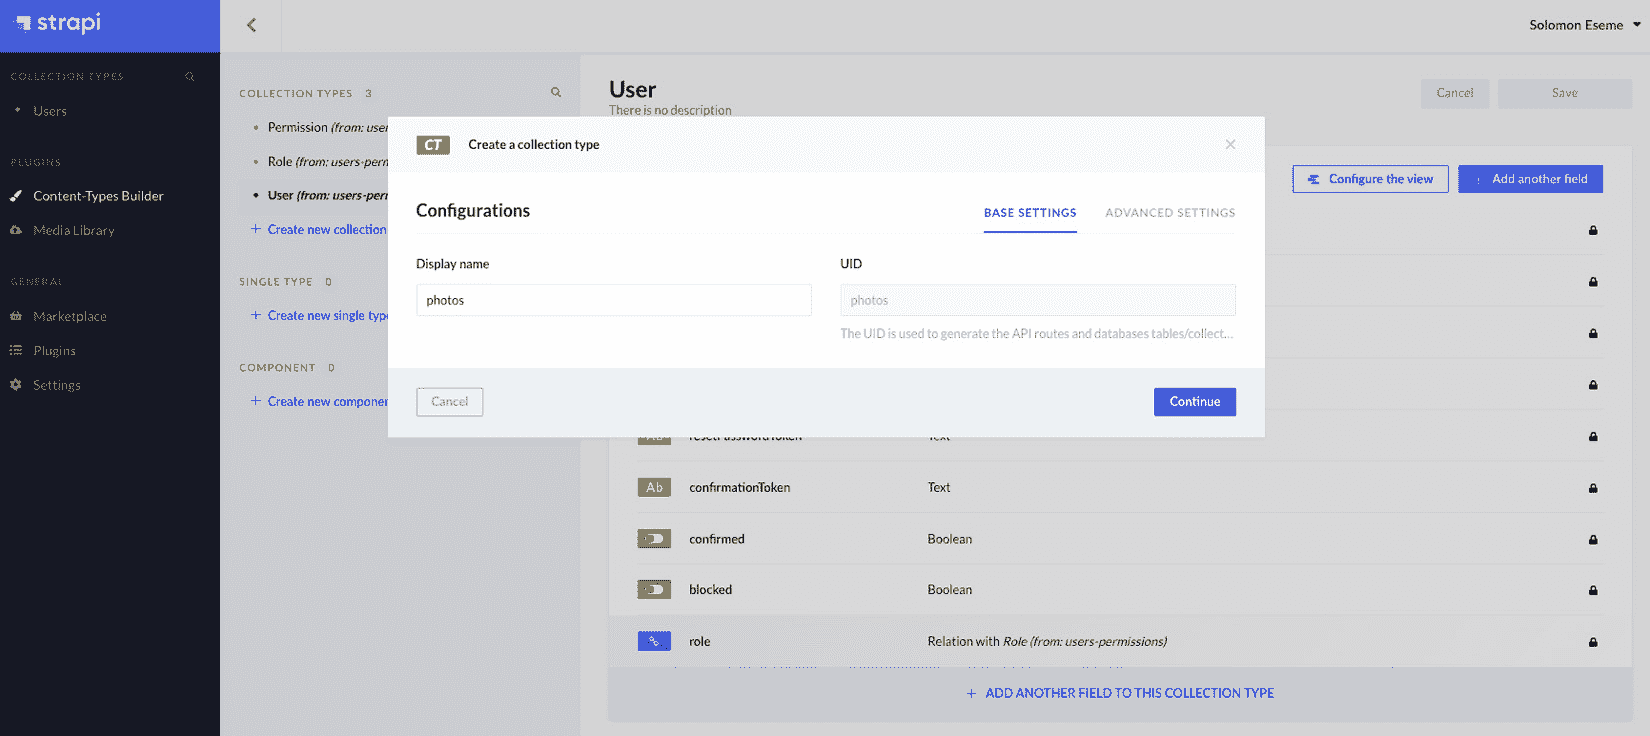 strapi
Solomon Eseme
COLLECTION TYPES
Users
PLUGINS
Content-Types Builder
Media Library
GENERAL
Marketplace
Plugins
Settings
COLLECTION TYPES 3
Permission (from: user
Role (from: users-perm
User (from: users-perr
+ Create new collection
SINGLE TYPE 0
+ Create new single type
COMPONENT 0
+ Create new componen
User
There is no description
Cancel
Save
Configure the view
Add another field
CT Create a collection type
Configurations
BASE SETTINGS
ADVANCED SETTINGS
Display name
photos
UID
photos
The UID is used to generate the API routes and databases tables/collect...
Cancel
Continue
Ab resetPasswordToken Text
Ab confirmationToken Text
confirmed Boolean
blocked Boolean
role Relation with Role (from: users-permissions)
+ ADD ANOTHER FIELD TO THIS COLLECTION TYPE